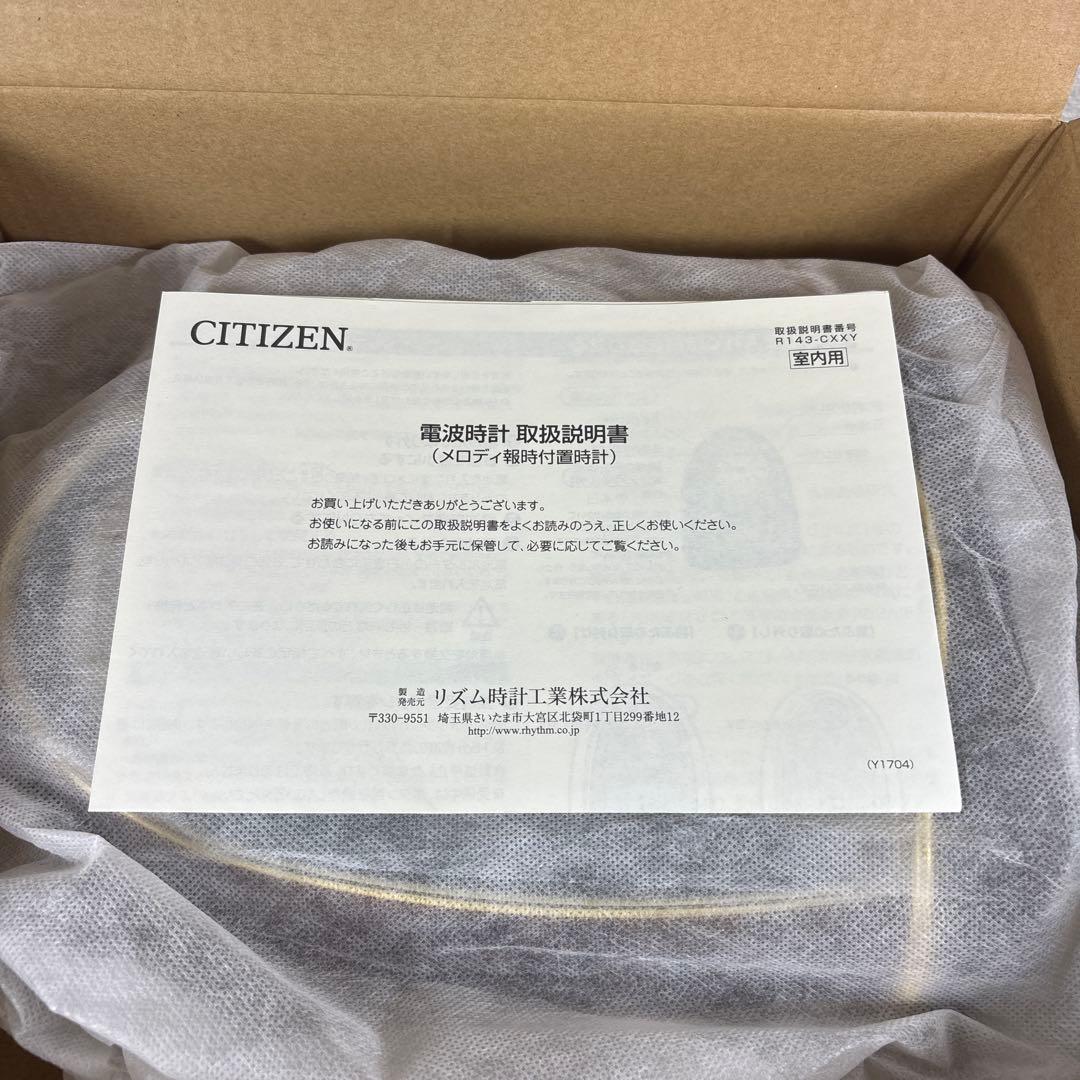 CITIZEN®
取扱説明書番号
R143-CXXY
室内用
電波時計 取扱説明書
(メロディ報時付置時計)
お買い上げいただきありがとうございます。
お使いになる前にこの取扱説明書をよくお読みのうえ、正しくお使いください。
お読みになった後もお手元に保管して、必要に応じてご覧ください。
製造発売元 リズム時計工業株式会社
〒330-9551 埼玉県さいたま市大宮区北袋町1丁目299番地12
http://www.rhythm.co.jp
(Y1704)